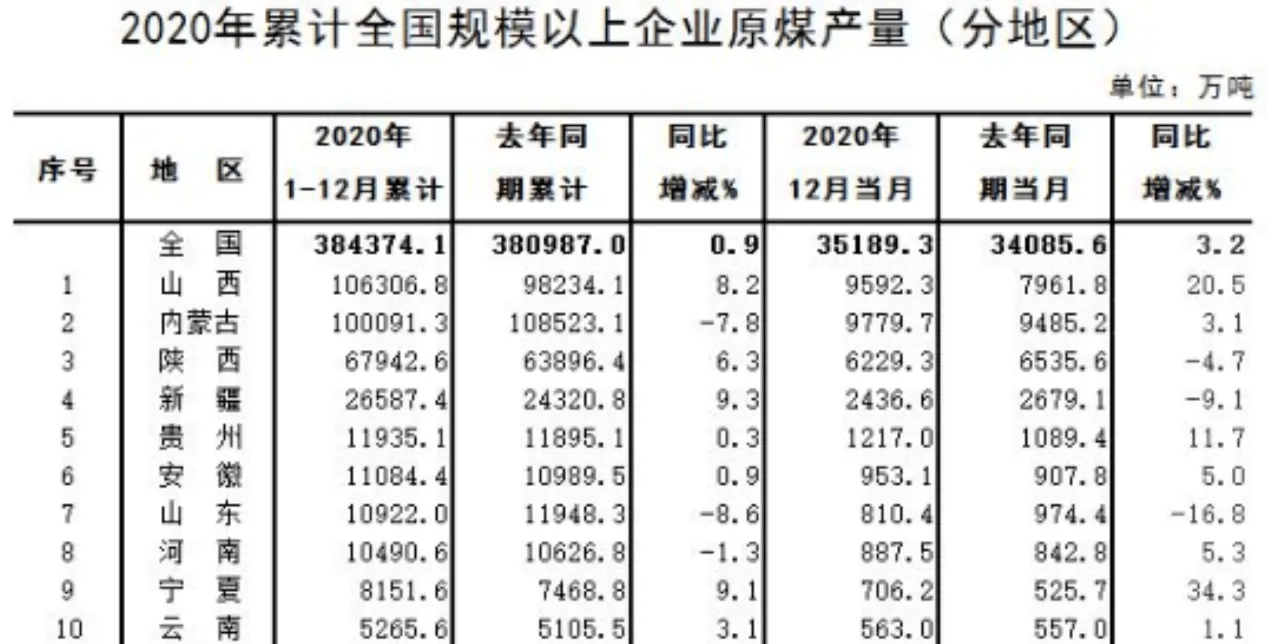 2020年累计全国规模以上企业原煤产量（分地区）
单位：万吨
序号 地 区 2020年 1-12月累计 去年同 期累计 同比 增减% 2020年 12月当月 去年同 期当月 同比 增减%
全 国 384374.1 380987.0 0.9 35189.3 34085.6 3.2
1 山 西 106306.8 98234.1 8.2 9592.3 7961.8 20.5
2 内蒙古 100091.3 108523.1 -7.8 9779.7 9485.2 3.1
3 陕 西 67942.6 63896.4 6.3 6229.3 6535.6 -4.7
4 新 疆 26587.4 24320.8 9.3 2436.6 2679.1 -9.1
5 贵 州 11935.1 11895.1 0.3 1217.0 1089.4 11.7
6 安 徽 11084.4 10989.5 0.9 953.1 907.8 5.0
7 山 东 10922.0 11948.3 -8.6 810.4 974.4 -16.8
8 河 南 10490.6 10626.8 -1.3 887.5 842.8 5.3
9 宁 夏 8151.6 7468.8 9.1 706.2 525.7 34.3
10 云 南 5265.6 5105.5 3.1 563.0 557.0 1.1